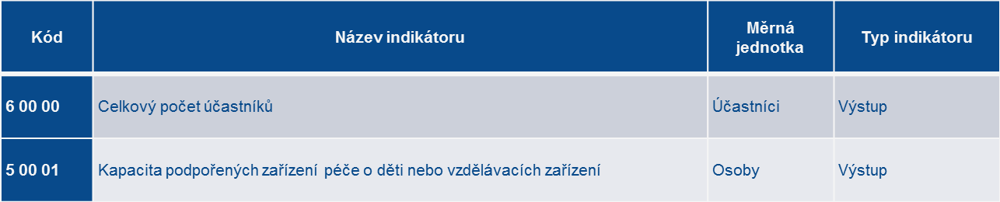 Kód Název indikátoru Měrná jednotka Typ indikátoru
6 00 00 Celkový počet účastníků Účastníci Výstup
5 00 01 Kapacita podpořených zařízení péče o děti nebo vzdělávacích zařízení Osoby Výstup